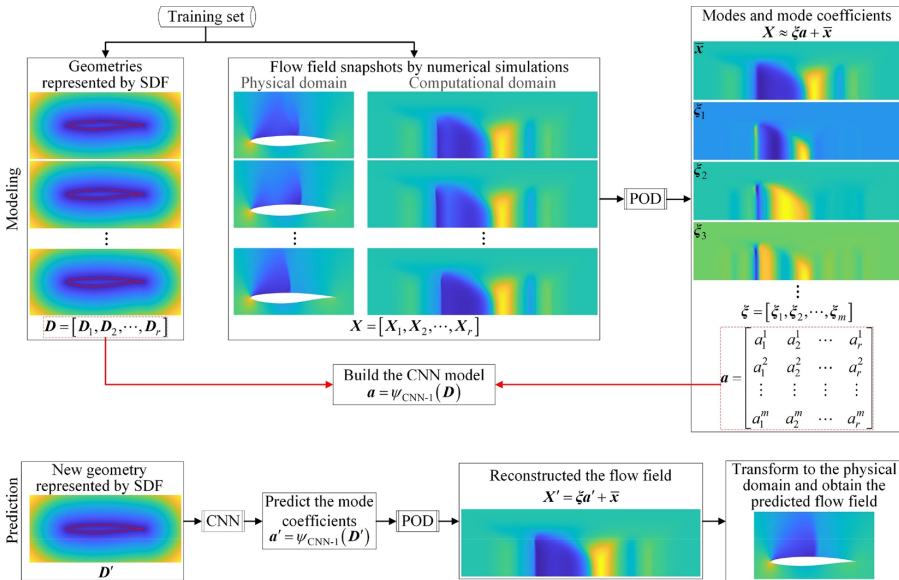 Training set
Modeling
Geometries
represented by SDF
⋮
D = [D₁, D₂, ⋯, Dᵣ]
Flow field snapshots by numerical simulations
Physical domain
Computational domain
⋮
⋮
X = [X₁, X₂, ⋯, Xᵣ]
POD
Modes and mode coefficients
X ≈ ξa + x̄
x̄
ξ₁
ξ₂
ξ₃
⋮
ξ = [ξ₁, ξ₂, ⋯, ξₘ]
a₁¹ a₂¹ ⋯ aᵣ¹
a₁² a₂² ⋯ aᵣ²
a =
⋮ ⋮ ⋮ ⋮
a₁ᵐ a₂ᵐ ⋯ aᵣᵐ
Build the CNN model
a = ψCNN-1(D)
Prediction
New geometry
represented by SDF
D′
CNN
Predict the mode
coefficients
a′ = ψCNN-1(D′)
POD
Reconstructed the flow field
X′ = ξa′ + x̄
Transform to the physical
domain and obtain the
predicted flow field